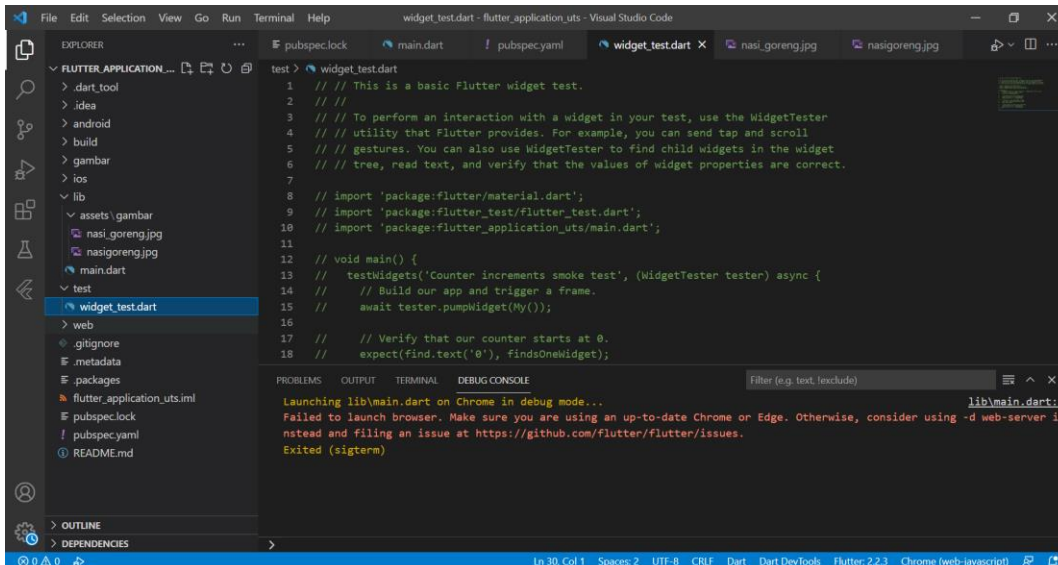 File Edit Selection View Go Run Terminal Help
widget_test.dart - flutter_application_uts - Visual Studio Code
EXPLORER
FLUTTER_APPLICATION_...
.dart_tool
.idea
android
build
gambar
ios
lib
assets\gambar
nasi_goreng.jpg
nasigoreng.jpg
main.dart
test
widget_test.dart
web
.gitignore
.metadata
.packages
flutter_application_uts.iml
pubspec.lock
pubspec.yaml
README.md
OUTLINE
DEPENDENCIES
pubspec.lock main.dart pubspec.yaml widget_test.dart nasi_goreng.jpg nasigoreng.jpg
test > widget_test.dart
1 // // This is a basic Flutter widget test.
2 // //
3 // // To perform an interaction with a widget in your test, use the WidgetTester
4 // // utility that Flutter provides. For example, you can send tap and scroll
5 // // gestures. You can also use WidgetTester to find child widgets in the widget
6 // // tree, read text, and verify that the values of widget properties are correct.
7
8 // import 'package:flutter/material.dart';
9 // import 'package:flutter_test/flutter_test.dart';
10 // import 'package:flutter_application_uts/main.dart';
11
12 // void main() {
13 //   testWidgets('Counter increments smoke test', (WidgetTester tester) async {
14 //     // Build our app and trigger a frame.
15 //     await tester.pumpWidget(My());
16
17 //     // Verify that our counter starts at 0.
18 //     expect(find.text('0'), findsOneWidget);
PROBLEMS OUTPUT TERMINAL DEBUG CONSOLE Filter (e.g. text, !exclude)
Launching lib\main.dart on Chrome in debug mode... lib\main.dart:
Failed to launch browser. Make sure you are using an up-to-date Chrome or Edge. Otherwise, consider using -d web-server i
nstead and filing an issue at https://github.com/flutter/flutter/issues.
Exited (sigterm)
>
0 0 Ln 30, Col 1 Spaces: 2 UTF-8 CRLF Dart Dart DevTools Flutter: 2.2.3 Chrome (web-javascript)